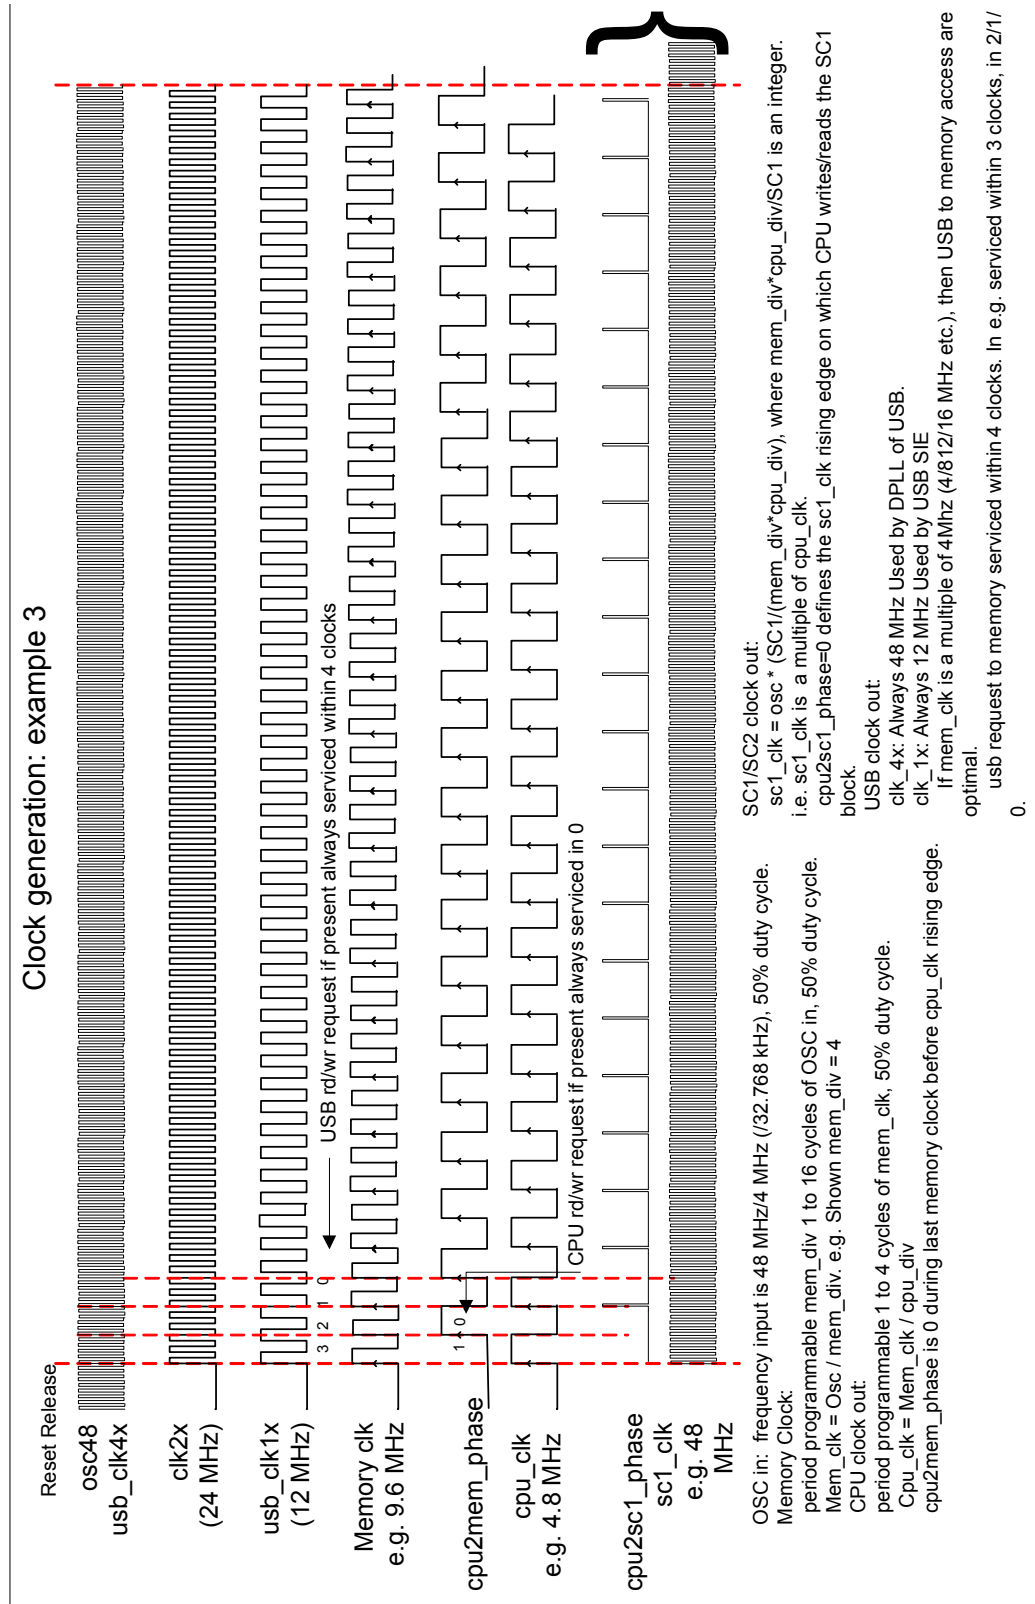 Clock generation: example 3
Reset Release
osc48
usb_clk4x
clk2x
(24 MHz)
usb_clk1x
(12 MHz)
3 2 1 0
USB rd/wr request if present always serviced within 4 clocks
Memory clk
e.g. 9.6 MHz
cpu2mem_phase
1 0
cpu_clk
e.g. 4.8 MHz
CPU rd/wr request if present always serviced in 0
cpu2sc1_phase
sc1_clk
e.g. 48
MHz
OSC in: frequency input is 48 MHz/4 MHz (/32.768 kHz), 50% duty cycle.
Memory Clock:
period programmable mem_div 1 to 16 cycles of OSC in, 50% duty cycle.
Mem_clk = Osc / mem_div. e.g. Shown mem_div = 4
CPU clock out:
period programmable 1 to 4 cycles of mem_clk, 50% duty cycle.
Cpu_clk = Mem_clk / cpu_div
cpu2mem_phase is 0 during last memory clock before cpu_clk rising edge.
SC1/SC2 clock out:
sc1_clk = osc * (SC1/(mem_div*cpu_div), where mem_div*cpu_div/SC1 is an integer.
i.e. sc1_clk is a multiple of cpu_clk.
cpu2sc1_phase=0 defines the sc1_clk rising edge on which CPU writes/reads the SC1
block.
USB clock out:
clk_4x: Always 48 MHz Used by DPLL of USB.
clk_1x: Always 12 MHz Used by USB SIE
If mem_clk is a multiple of 4Mhz (4/812/16 MHz etc.), then USB to memory access are
optimal.
usb request to memory serviced within 4 clocks. In e.g. serviced within 3 clocks, in 2/1/
0.